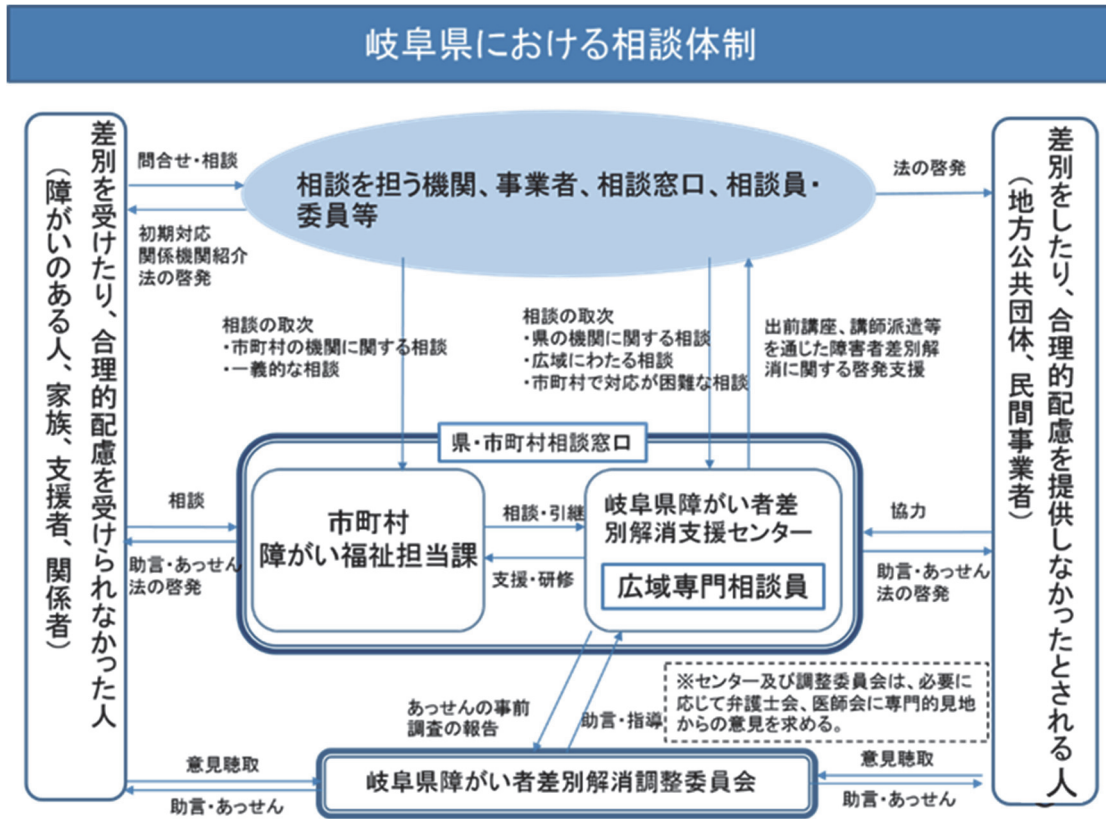 岐阜県における相談体制
差別を受けたり、合理的配慮を受けられなかった人
(障がいのある人、家族、支援者、関係者)
問合せ・相談
初期対応
関係機関紹介
法の啓発
相談を担う機関、事業者、相談窓口、相談員・
委員等
法の啓発
差別をしたり、合理的配慮を提供しなかったとされる人
(地方公共団体、民間事業者)
相談の取次
・市町村の機関に関する相談
・一義的な相談
相談の取次
・県の機関に関する相談
・広域にわたる相談
・市町村で対応が困難な相談
出前講座、講師派遣等
を通じた障害者差別解
消に関する啓発支援
県・市町村相談窓口
相談
助言・あっせん
法の啓発
市町村
障がい福祉担当課
相談・引継
支援・研修
岐阜県障がい者差
別解消支援センター
広域専門相談員
協力
助言・あっせん
法の啓発
あっせんの事前
調査の報告
助言・指導
※センター及び調整委員会は、必要に
応じて弁護士会、医師会に専門的見地
からの意見を求める。
意見聴取
助言・あっせん
岐阜県障がい者差別解消調整委員会
意見聴取
助言・あっせん